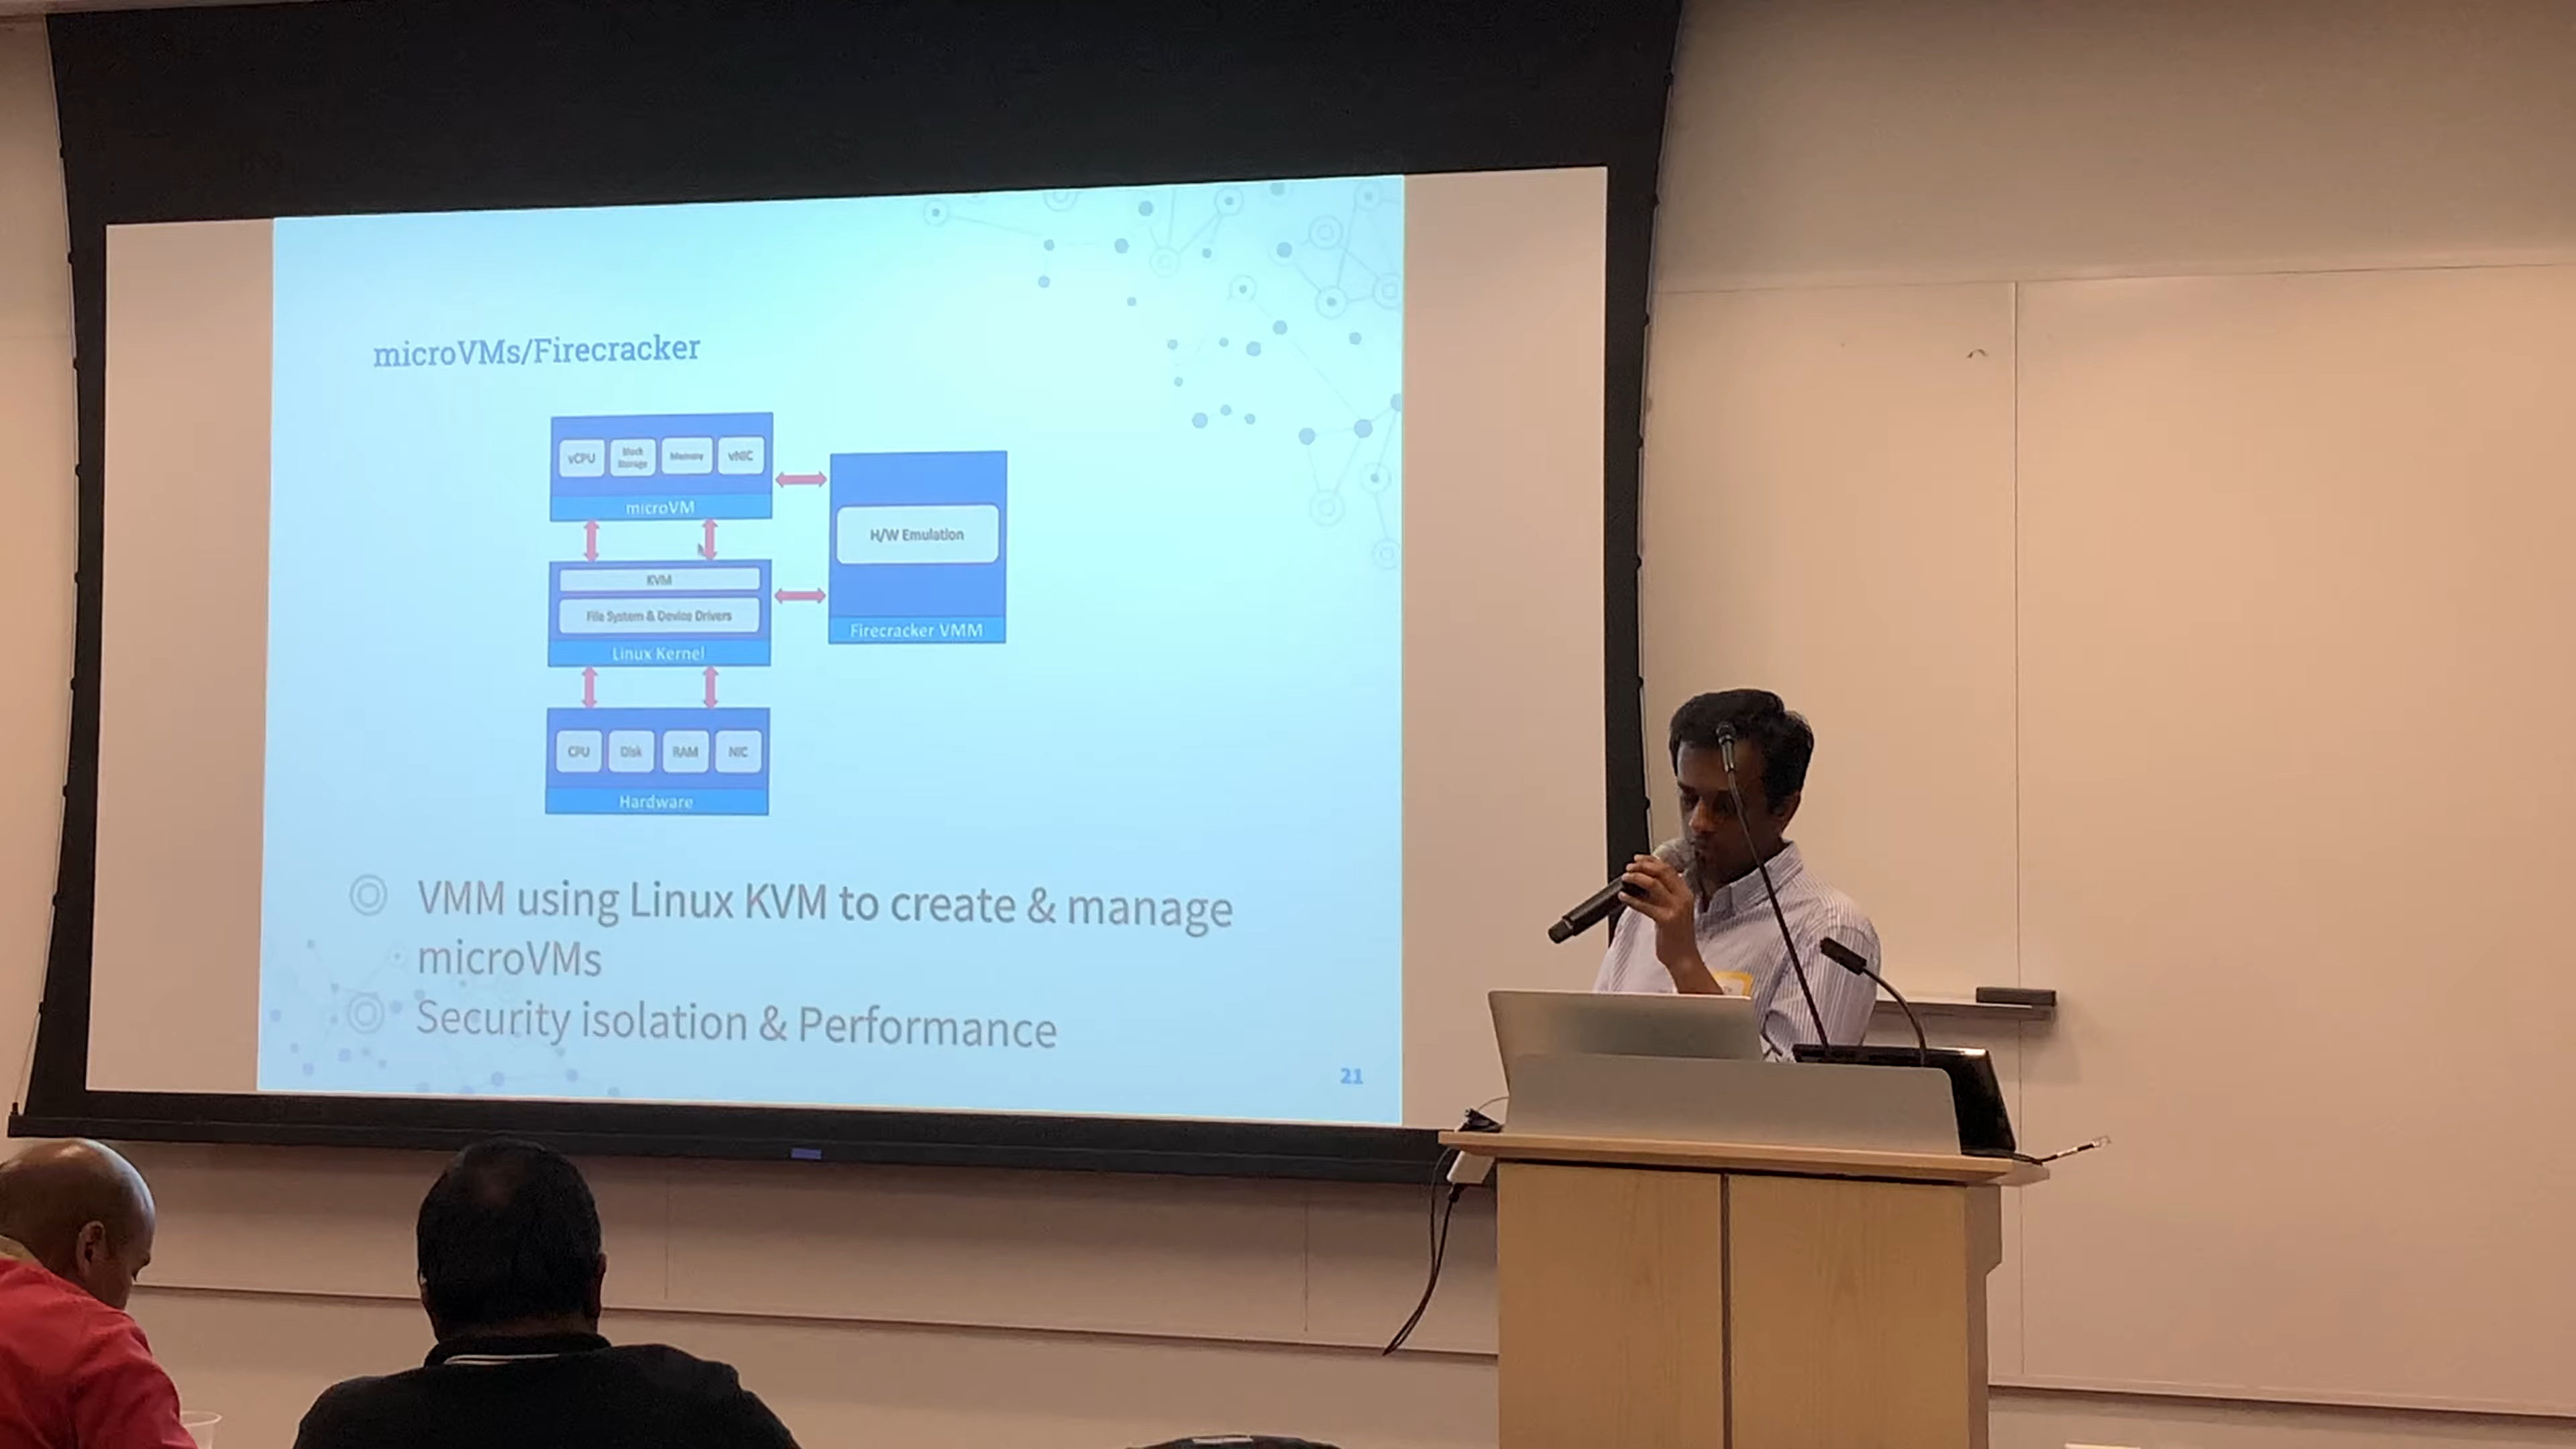 microVMs/Firecracker
vCPU
Block
Storage
Memory
vNIC
microVM
H/W Emulation
Firecracker VMM
KVM
File System & Device Drivers
Linux Kernel
CPU
Disk
RAM
NIC
Hardware
VMM using Linux KVM to create & manage
microVMs
Security isolation & Performance
21